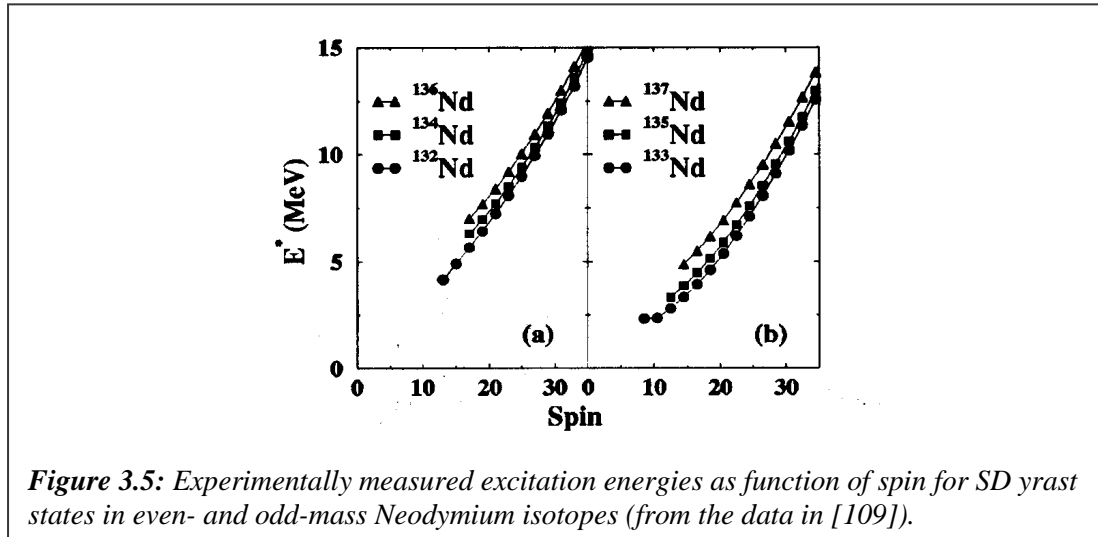 15
10
5
0
E* (MeV)
¹³⁶Nd
¹³⁴Nd
¹³²Nd
(a)
¹³⁷Nd
¹³⁵Nd
¹³³Nd
(b)
0 10 20 30 0 10 20 30
Spin
Figure 3.5: Experimentally measured excitation energies as function of spin for SD yrast
states in even- and odd-mass Neodymium isotopes (from the data in [109]).